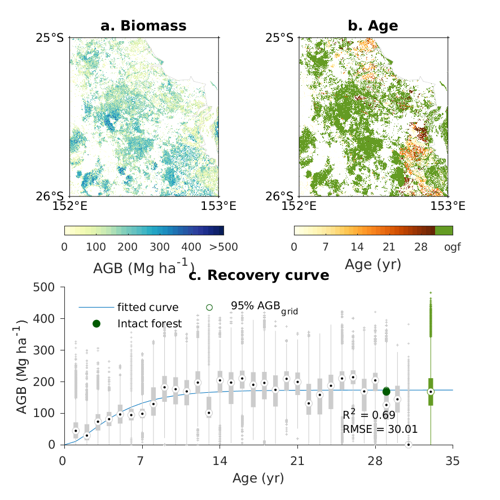 a. Biomass
b. Age
25°S
26°S
152°E
153°E
25°S
26°S
152°E
153°E
0 100 200 300 400 >500
AGB (Mg ha⁻¹)
0 7 14 21 28 ogf
Age (yr)
c. Recovery curve
500
400
300
200
100
0
AGB (Mg ha⁻¹)
fitted curve
95% AGB_grid
Intact forest
R² = 0.69
RMSE = 30.01
0 7 14 21 28 35
Age (yr)